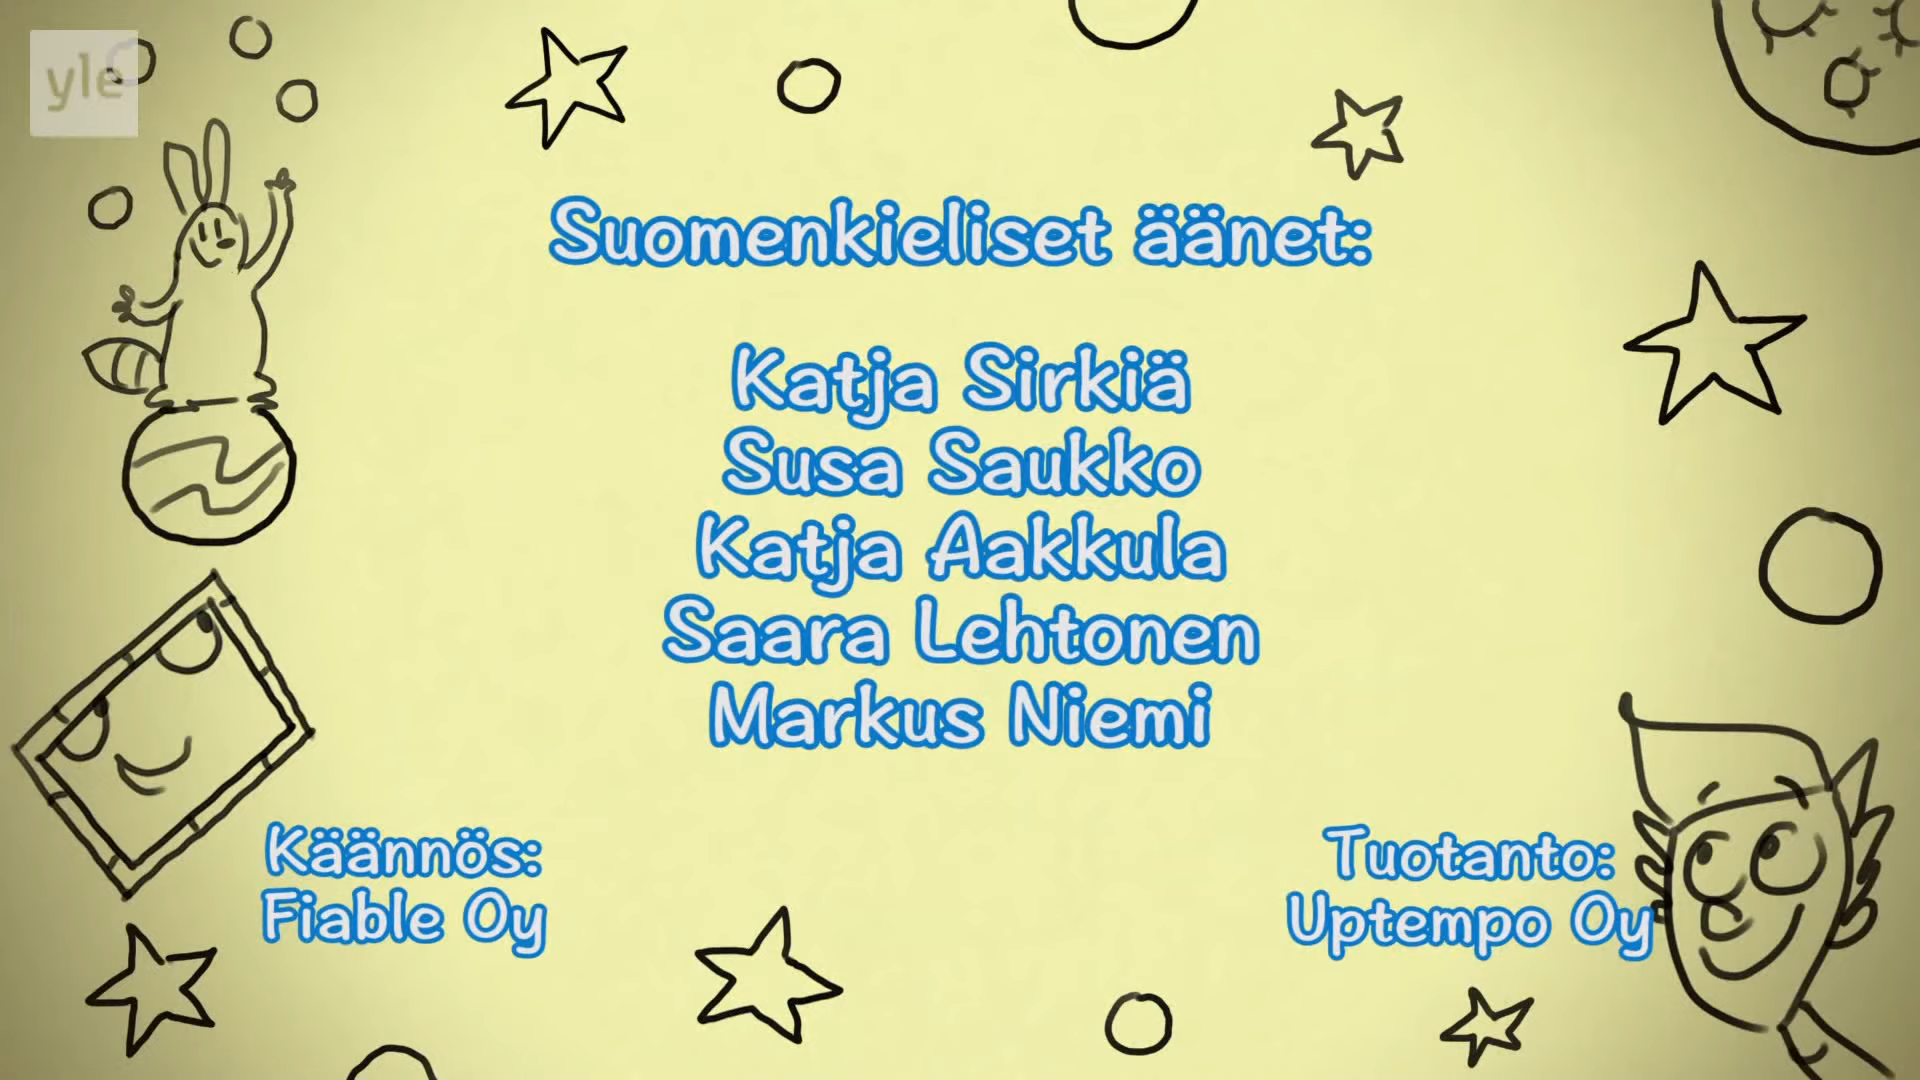 yle
Suomenkieliset äänet:
Katja Sirkiä
Susa Saukko
Katja Aakkula
Saara Lehtonen
Markus Niemi
Käännös:
Fiable Oy
Tuotanto:
Uptempo Oy